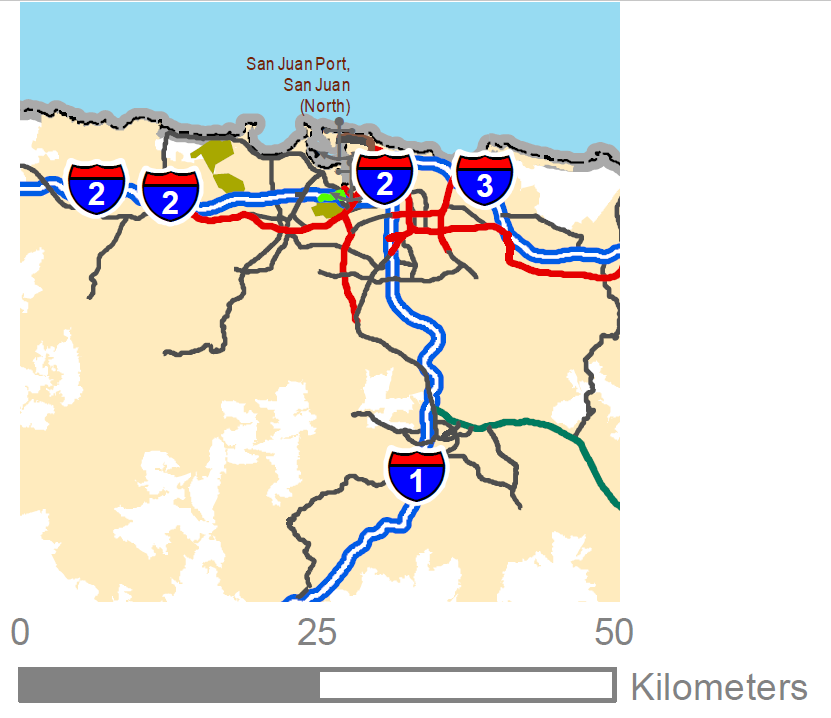 San Juan Port,
San Juan
(North)
2
2
2
3
1
0 25 50
Kilometers